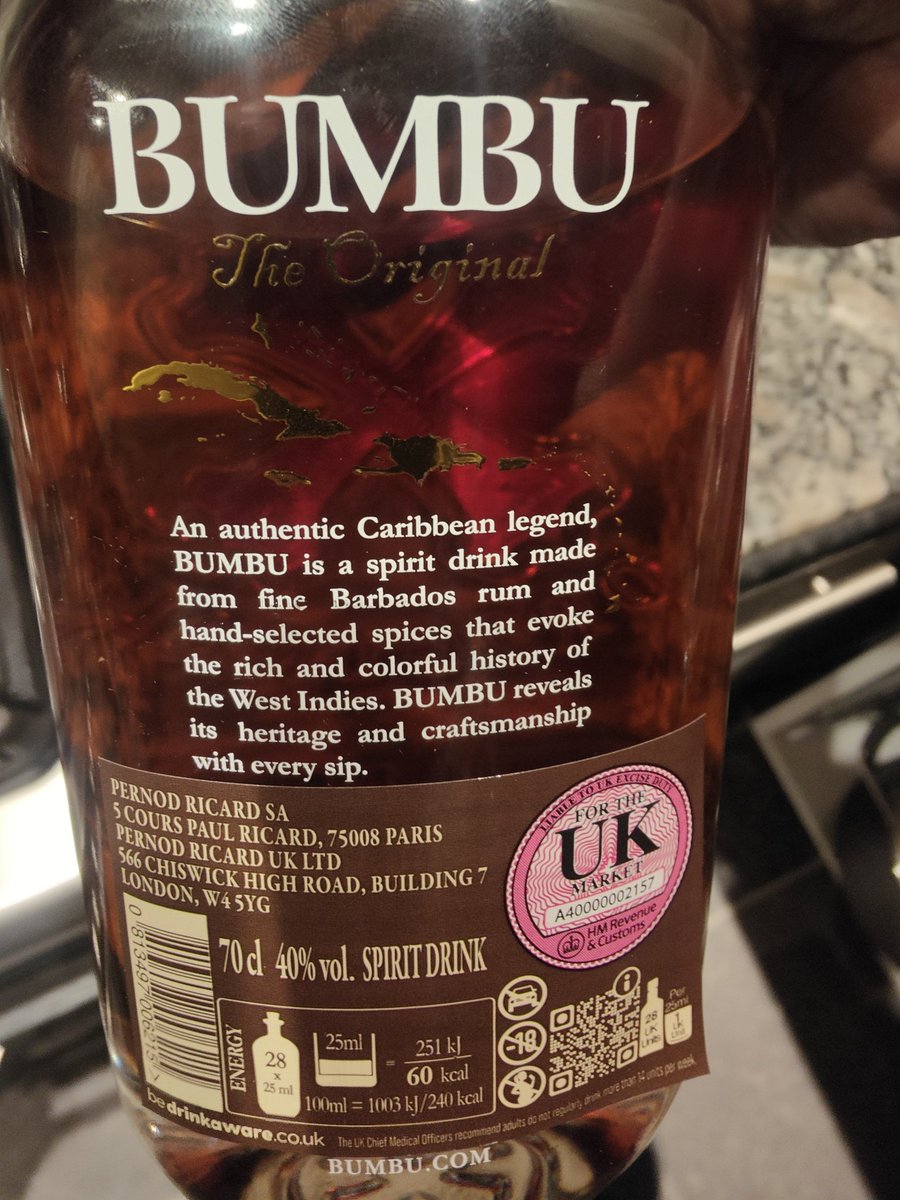 BUMBU
The Original
An authentic Caribbean legend,
BUMBU is a spirit drink made
from fine Barbados rum and
hand-selected spices that evoke
the rich and colorful history of
the West Indies. BUMBU reveals
its heritage and craftsmanship
with every sip.
PERNOD RICARD SA
5 COURS PAUL RICARD, 75008 PARIS
PERNOD RICARD UK LTD
566 CHISWICK HIGH ROAD, BUILDING 7
LONDON, W4 5YG
LIABLE TO UK EXCISE DUTY
FOR THE
UK
MARKET
A40000002157
HM Revenue
& Customs
70 cl 40% vol. SPIRIT DRINK
ENERGY
28
x
25 ml
25ml
= 251 kJ
60 kcal
100ml = 1003 kJ/240 kcal
-18
28
UK
Units
Per
25ml
1
UK
Unit
bedrinkaware.co.uk
The UK Chief Medical Officers recommend adults do not regularly drink more than 14 units per week
BUMBU.COM